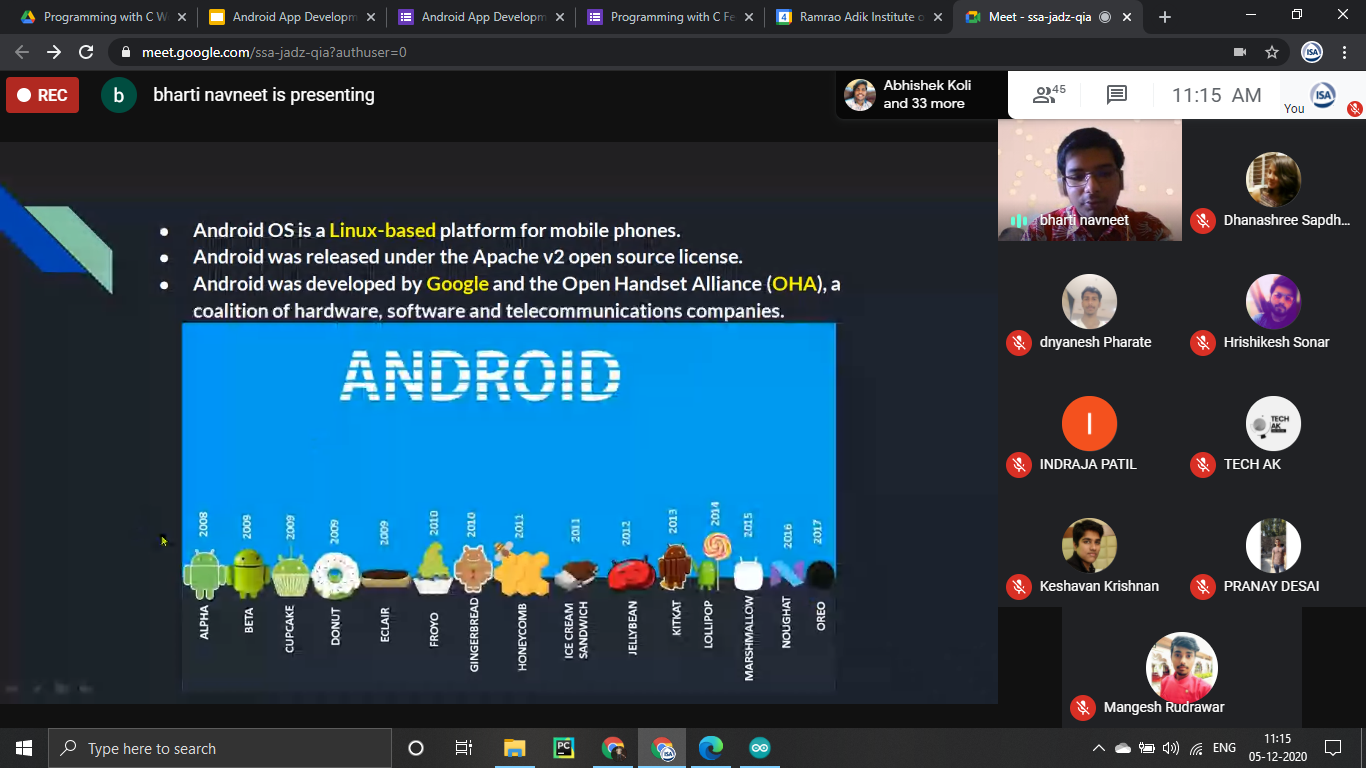 Programming with C W
Android App Developm
Android App Developm
Programming with C Fe
Ramrao Adik Institute o
Meet - ssa-jadz-qia
meet.google.com/ssa-jadz-qia?authuser=0
REC
b
bharti navneet is presenting
Abhishek Koli
and 33 more
45
11:15 AM
You
ISA
Android OS is a Linux-based platform for mobile phones.
Android was released under the Apache v2 open source license.
Android was developed by Google and the Open Handset Alliance (OHA), a
coalition of hardware, software and telecommunications companies.
ANDROID
2008
2009
2009
2009
2009
2010
2010
2011
2011
2012
2013
2014
2015
2016
2017
ALPHA
BETA
CUPCAKE
DONUT
ECLAIR
FROYO
GINGERBREAD
HONEYCOMB
ICE CREAM
SANDWICH
JELLYBEAN
KITKAT
LOLLIPOP
MARSHMALLOW
NOUGHAT
OREO
bharti navneet
Dhanashree Sapdh...
dnyanesh Pharate
Hrishikesh Sonar
I
INDRAJA PATIL
TECH
AK
TECH AK
Keshavan Krishnan
PRANAY DESAI
Mangesh Rudrawar
Type here to search
PC
ENG
11:15
05-12-2020